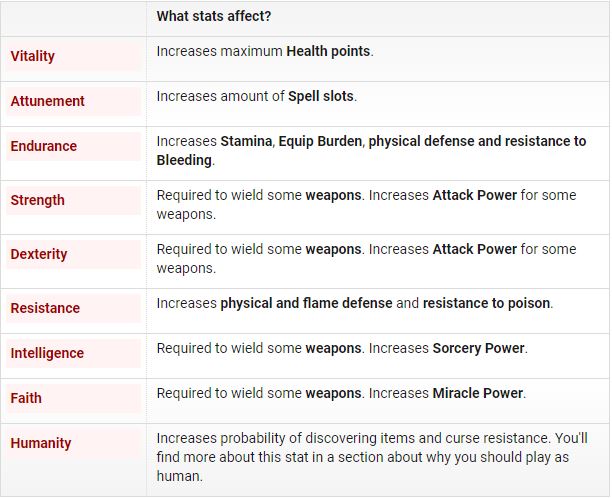 What stats affect?
Vitality
Increases maximum Health points.
Attunement
Increases amount of Spell slots.
Endurance
Increases Stamina, Equip Burden, physical defense and resistance to
Bleeding.
Strength
Required to wield some weapons. Increases Attack Power for some
weapons.
Dexterity
Required to wield some weapons. Increases Attack Power for some
weapons.
Resistance
Increases physical and flame defense and resistance to poison.
Intelligence
Required to wield some weapons. Increases Sorcery Power.
Faith
Required to wield some weapons. Increases Miracle Power.
Humanity
Increases probability of discovering items and curse resistance. You'll
find more about this stat in a section about why you should play as
human.